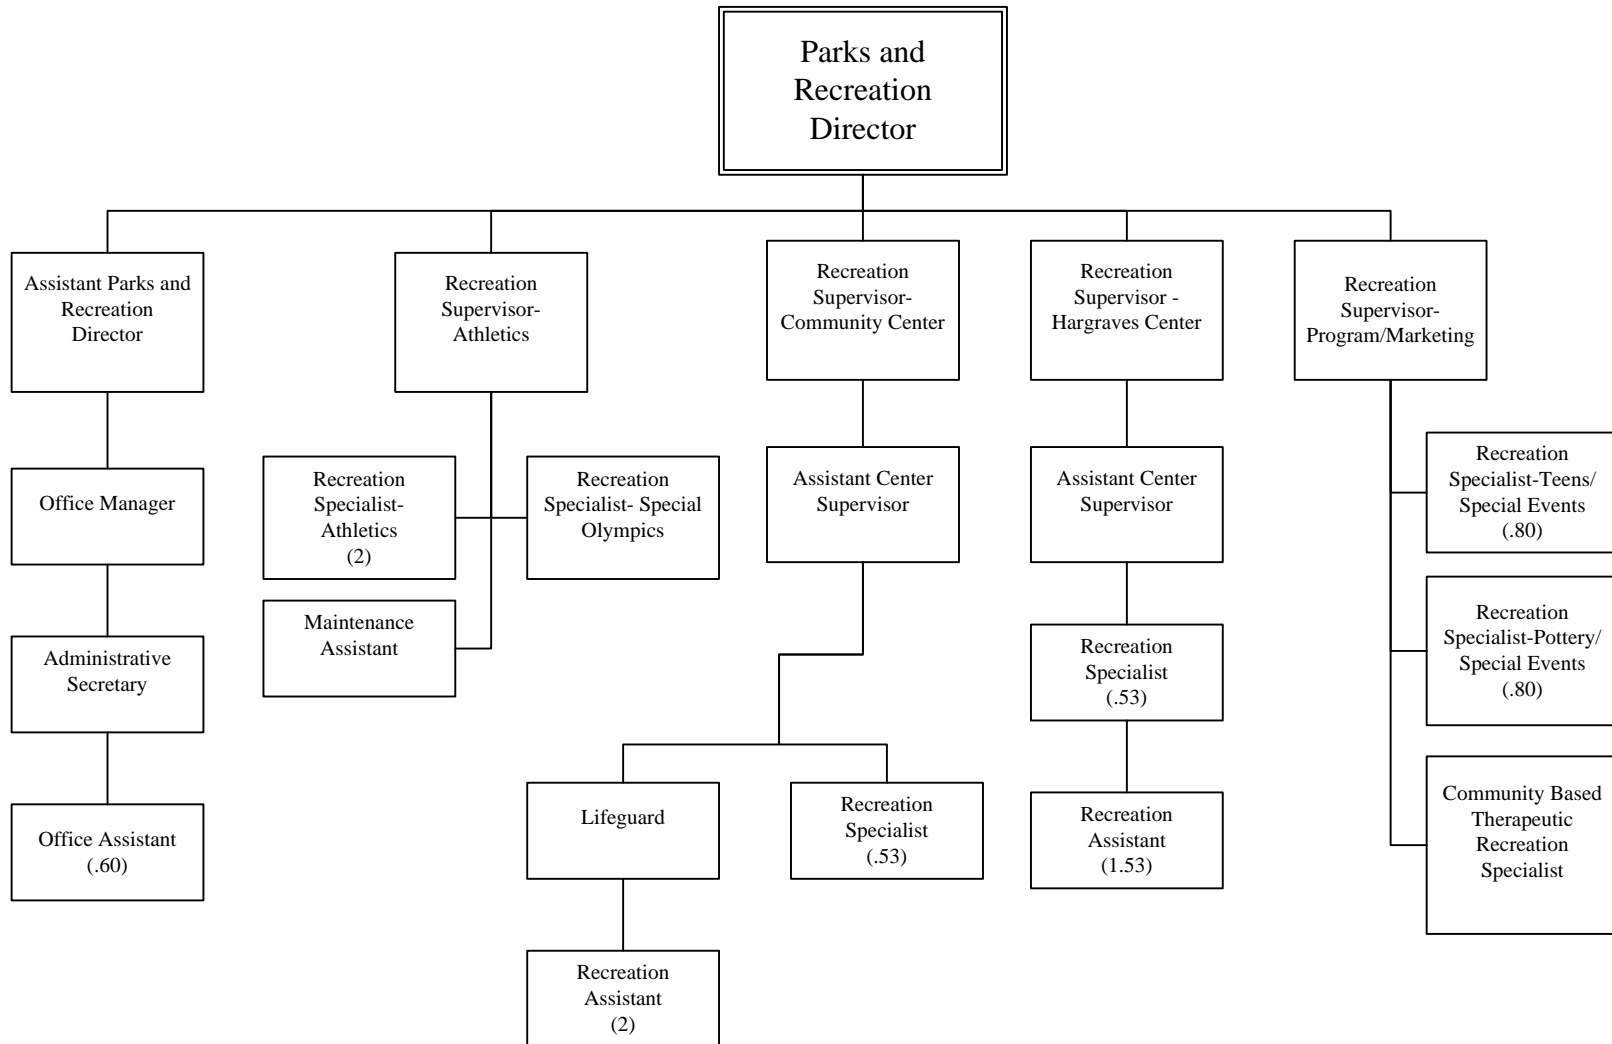 Parks and
Recreation
Director
Assistant Parks and
Recreation
Director
Recreation
Supervisor-
Athletics
Recreation
Supervisor-
Community Center
Recreation
Supervisor -
Hargraves Center
Recreation
Supervisor-
Program/Marketing
Office Manager
Recreation
Specialist-
Athletics
(2)
Recreation
Specialist- Special
Olympics
Assistant Center
Supervisor
Assistant Center
Supervisor
Recreation
Specialist-Teens/
Special Events
(.80)
Maintenance
Assistant
Administrative
Secretary
Recreation
Specialist
(.53)
Recreation
Specialist-Pottery/
Special Events
(.80)
Office Assistant
(.60)
Lifeguard
Recreation
Specialist
(.53)
Recreation
Assistant
(1.53)
Community Based
Therapeutic
Recreation
Specialist
Recreation
Assistant
(2)